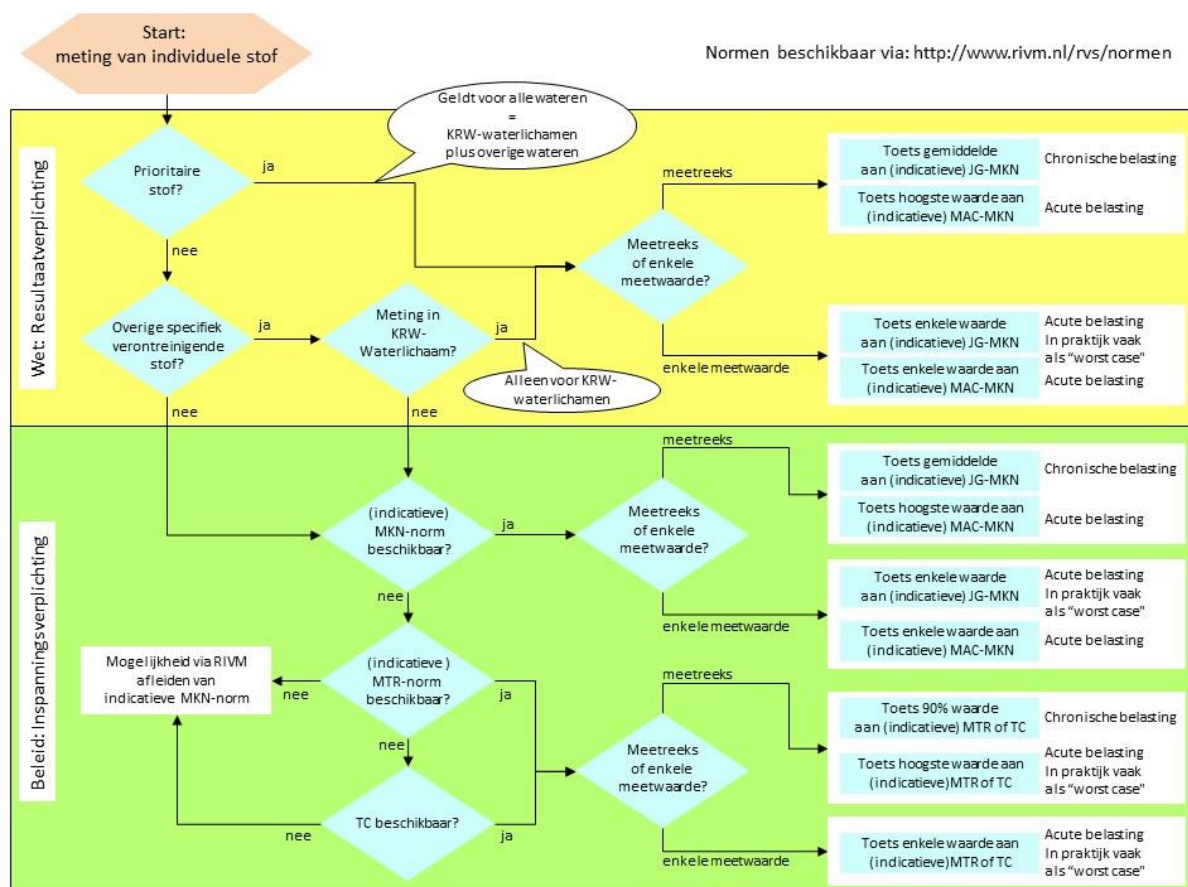 Start:
meting van individuele stof
Normen beschikbaar via: http://www.rivm.nl/rvs/normen
Wet: Resultaatverplichting
Geldt voor alle wateren
=
KRW-waterlichamen
plus overige wateren
Prioritaire
stof?
ja
nee
Overige specifiek
verontreinigende
stof?
ja
nee
Meting in
KRW-
Waterlichaam?
ja
nee
Alleen voor KRW-
waterlichamen
Meetreeks
of enkele
meetwaarde?
meetreeks
enkele meetwaarde
Toets gemiddelde
aan (indicatieve) JG-MKN
Chronische belasting
Toets hoogste waarde aan
(indicatieve) MAC-MKN
Acute belasting
Toets enkele waarde
aan (indicatieve) JG-MKN
Acute belasting
In praktijk vaak
als “worst case”
Toets enkele waarde aan
(indicatieve) MAC-MKN
Acute belasting
Beleid: Inspanningsverplichting
(indicatieve)
MKN-norm
beschikbaar?
ja
nee
Meetreeks
of enkele
meetwaarde?
meetreeks
enkele meetwaarde
Toets gemiddelde
aan (indicatieve) JG-MKN
Chronische belasting
Toets hoogste waarde aan
(indicatieve) MAC-MKN
Acute belasting
Toets enkele waarde
aan (indicatieve) JG-MKN
Acute belasting
In praktijk vaak
als “worst case”
Toets enkele waarde aan
(indicatieve) MAC-MKN
Acute belasting
Mogelijkheid via RIVM
afleiden van
indicatieve MKN-norm
nee
(indicatieve )
MTR-norm
beschikbaar?
ja
nee
TC beschikbaar?
nee
ja
Meetreeks
of enkele
meetwaarde?
meetreeks
enkele meetwaarde
Toets 90% waarde
aan (indicatieve) MTR of TC
Chronische belasting
Toets hoogste waarde aan
(indicatieve)MTR of TC
Acute belasting
In praktijk vaak
als “worst case”
Toets enkele waarde aan
(indicatieve)MTR of TC
Acute belasting
In praktijk vaak
als “worst case”